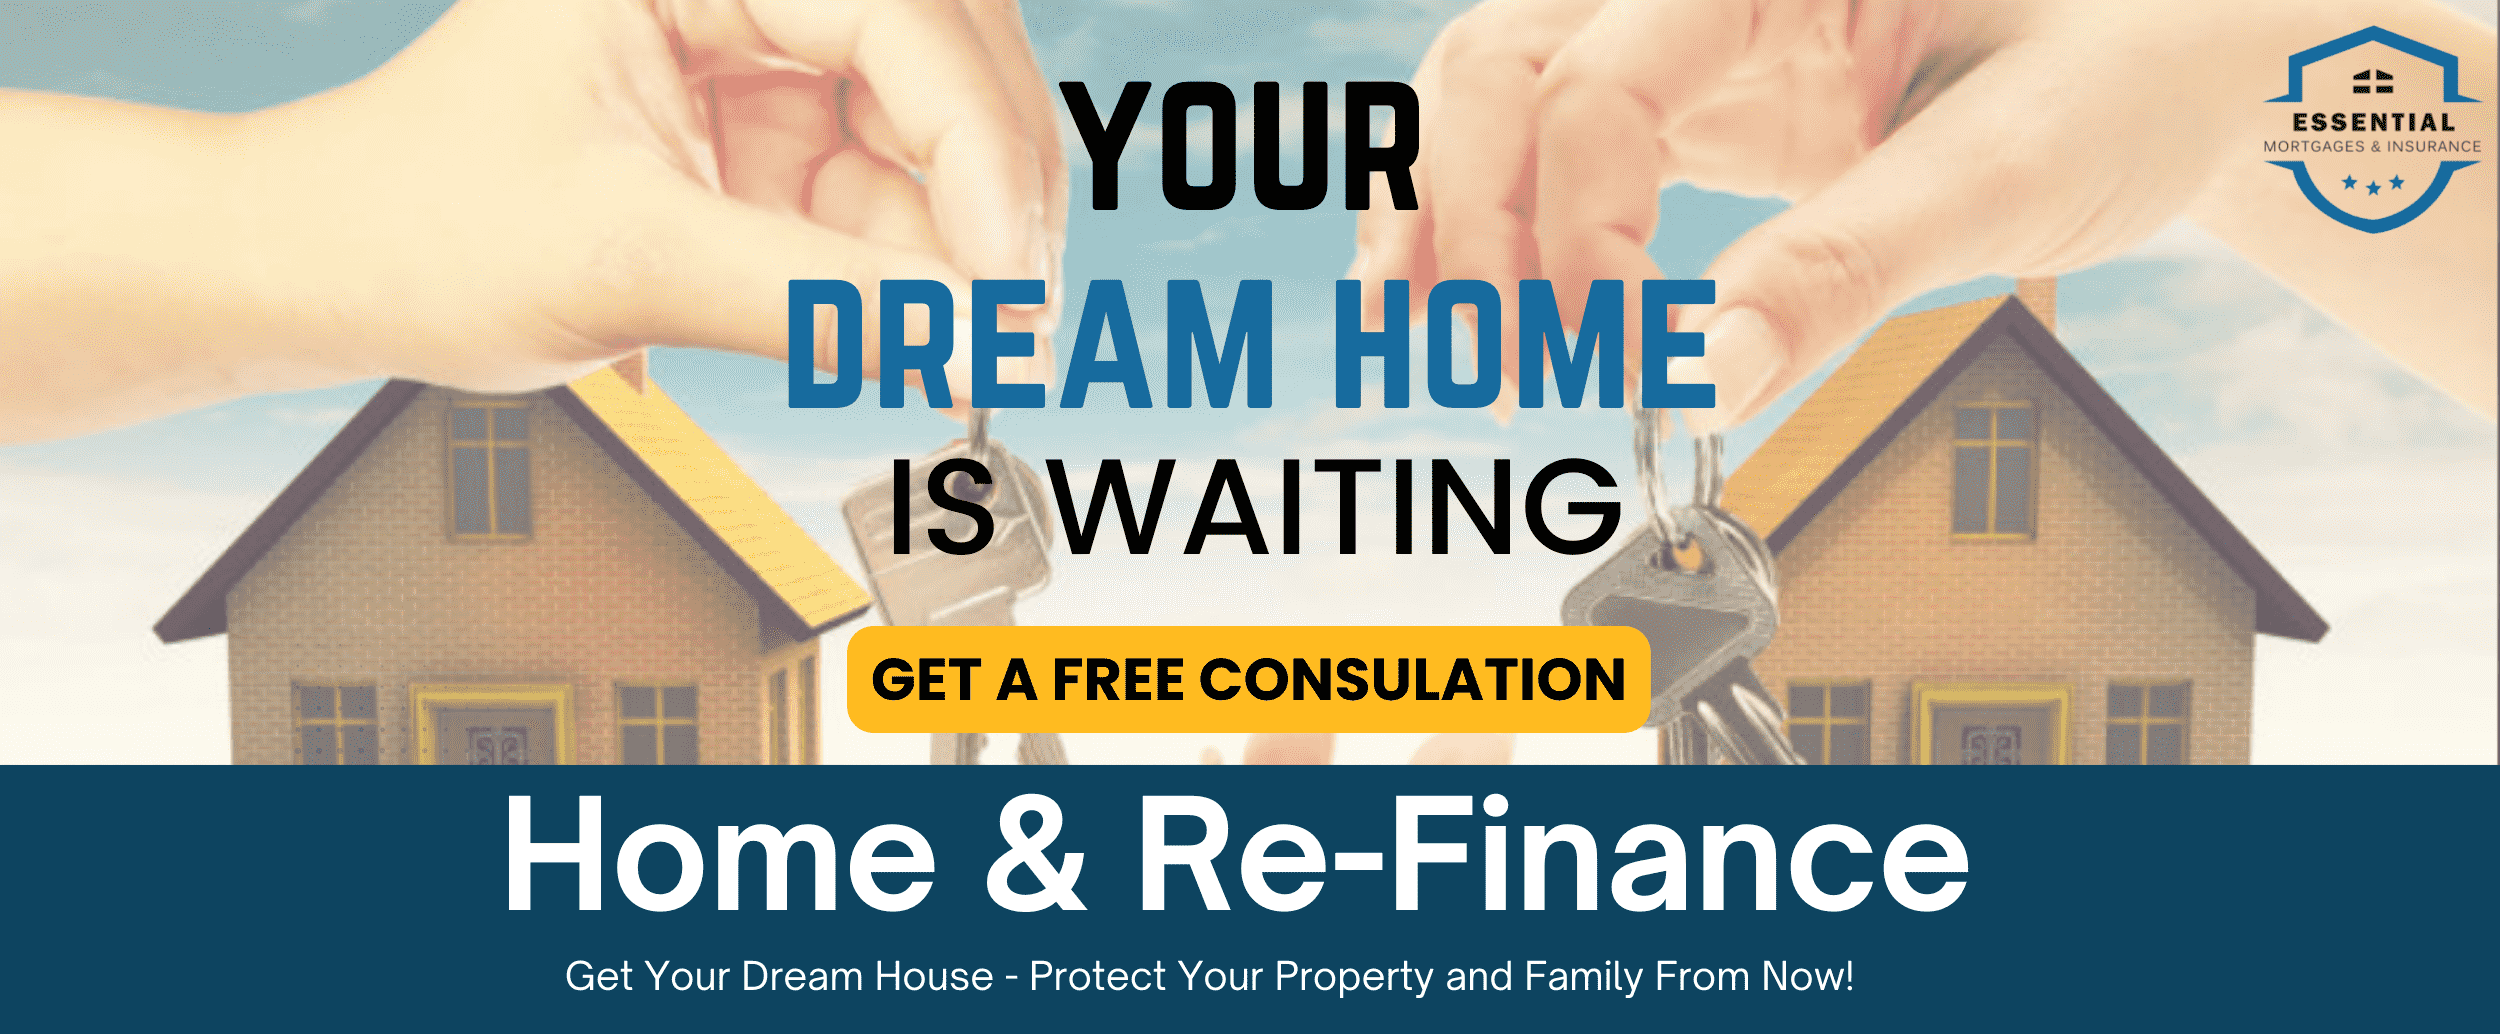 YOUR
DREAM HOME
IS WAITING
GET A FREE CONSULATION
ESSENTIAL
MORTGAGES & INSURANCE
Home & Re-Finance
Get Your Dream House - Protect Your Property and Family From Now!